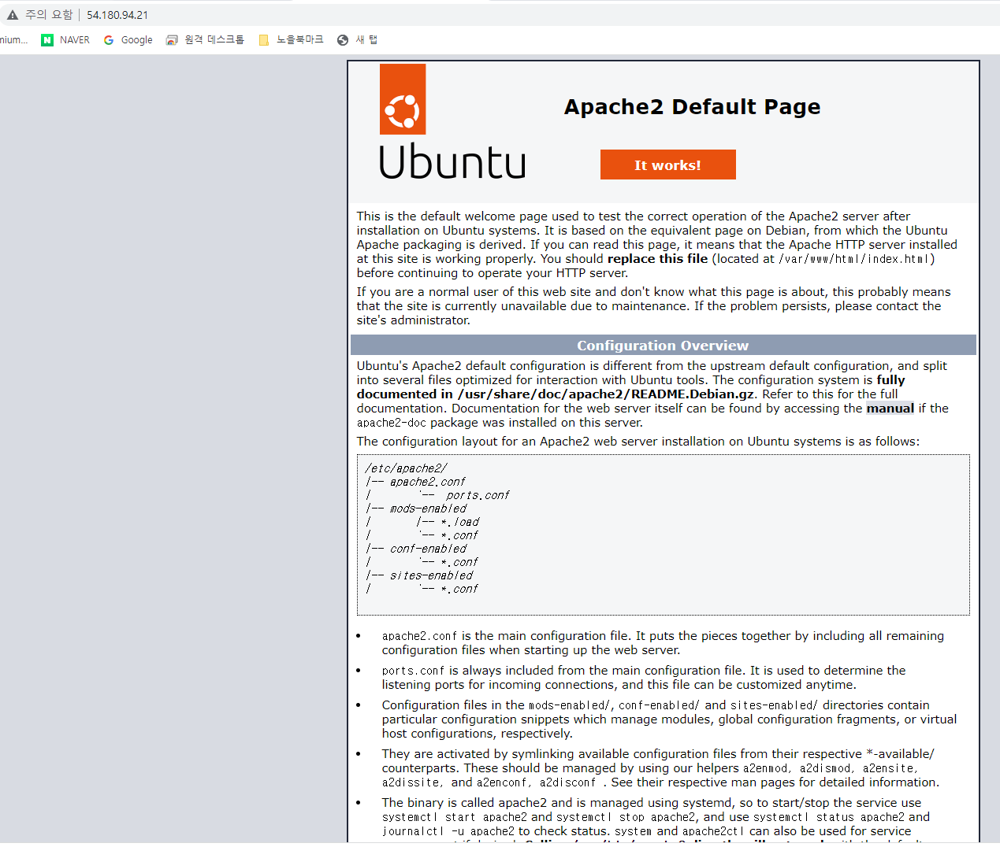 주의 요함 | 54.180.94.21
mium... NAVER Google 원격 데스크톱 노을북마크 새 탭
Ubuntu
Apache2 Default Page
It works!
This is the default welcome page used to test the correct operation of the Apache2 server after
installation on Ubuntu systems. It is based on the equivalent page on Debian, from which the Ubuntu
Apache packaging is derived. If you can read this page, it means that the Apache HTTP server installed
at this site is working properly. You should replace this file (located at /var/www/html/index.html)
before continuing to operate your HTTP server.
If you are a normal user of this web site and don't know what this page is about, this probably means
that the site is currently unavailable due to maintenance. If the problem persists, please contact the
site's administrator.
Configuration Overview
Ubuntu's Apache2 default configuration is different from the upstream default configuration, and split
into several files optimized for interaction with Ubuntu tools. The configuration system is fully
documented in /usr/share/doc/apache2/README.Debian.gz. Refer to this for the full
documentation. Documentation for the web server itself can be found by accessing the manual if the
apache2-doc package was installed on this server.
The configuration layout for an Apache2 web server installation on Ubuntu systems is as follows:
/etc/apache2/
|-- apache2.conf
|       `--  ports.conf
|-- mods-enabled
|       |-- *.load
|       `-- *.conf
|-- conf-enabled
|       `-- *.conf
|-- sites-enabled
|       `-- *.conf
• apache2.conf is the main configuration file. It puts the pieces together by including all remaining
configuration files when starting up the web server.
• ports.conf is always included from the main configuration file. It is used to determine the
listening ports for incoming connections, and this file can be customized anytime.
• Configuration files in the mods-enabled/, conf-enabled/ and sites-enabled/ directories contain
particular configuration snippets which manage modules, global configuration fragments, or virtual
host configurations, respectively.
• They are activated by symlinking available configuration files from their respective *-available/
counterparts. These should be managed by using our helpers a2enmod, a2dismod, a2ensite,
a2dissite, and a2enconf, a2disconf . See their respective man pages for detailed information.
• The binary is called apache2 and is managed using systemd, so to start/stop the service use
systemctl start apache2 and systemctl stop apache2, and use systemctl status apache2 and
journalctl -u apache2 to check status. system and apache2ctl can also be used for service